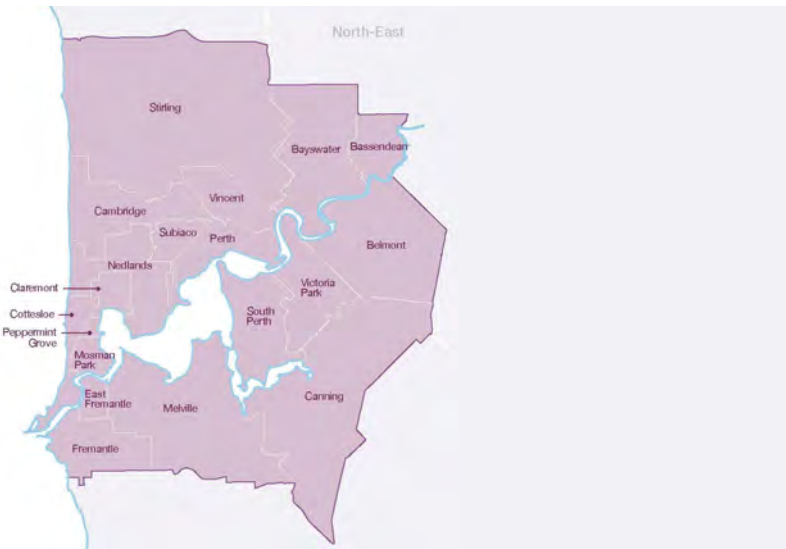 North-East
Stirling
Bayswater
Bassendean
Vincent
Cambridge
Subiaco
Perth
Belmont
Nedlands
Claremont
Victoria
Park
Cottesloe
South
Perth
Peppermint
Grove
Mosman
Park
East
Fremantle
Melville
Canning
Fremantle